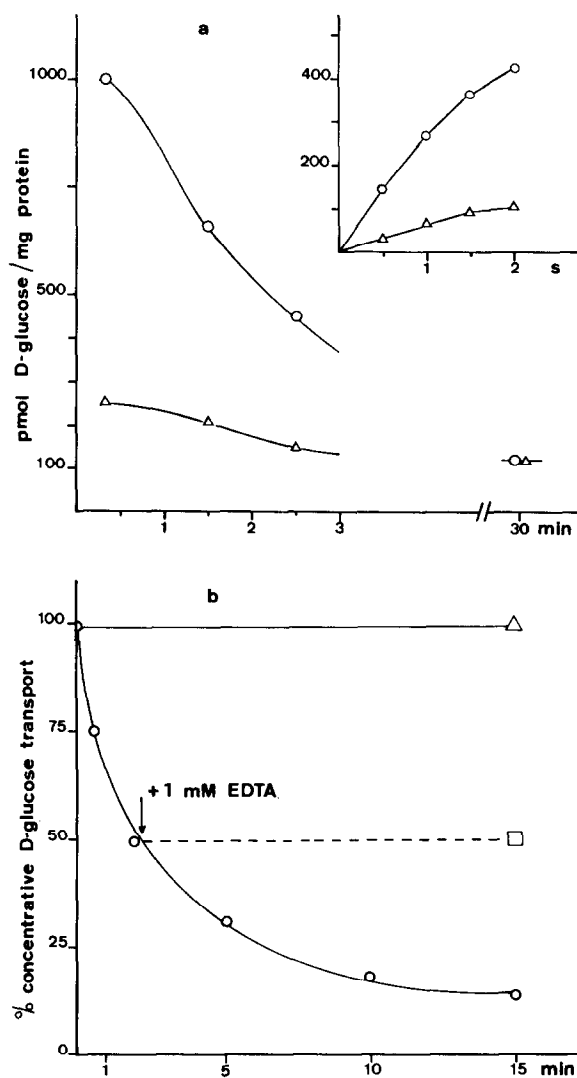 a
pmol D-glucose/mg protein
1000
500
100
1
2
3
30 min
400
200
1
2
s
b
% concentrative D-glucose transport
100
75
50
25
0
+1 mM EDTA
1
5
10
15
min